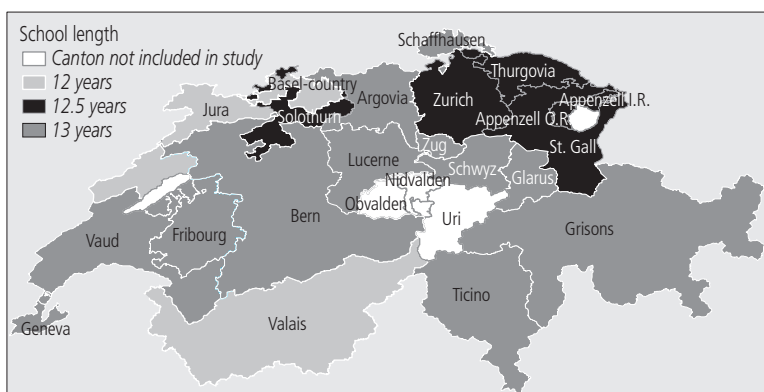 School length
Canton not included in study
12 years
12.5 years
13 years
Schaffhausen
Thurgovia
Basel-country
Argovia
Zurich
Appenzell I.R.
Jura
Solothurn
Appenzell O.R.
St. Gall
Zug
Lucerne
Schwyz
Glarus
Nidvalden
Obvalden
Uri
Bern
Grisons
Vaud
Fribourg
Ticino
Valais
Geneva